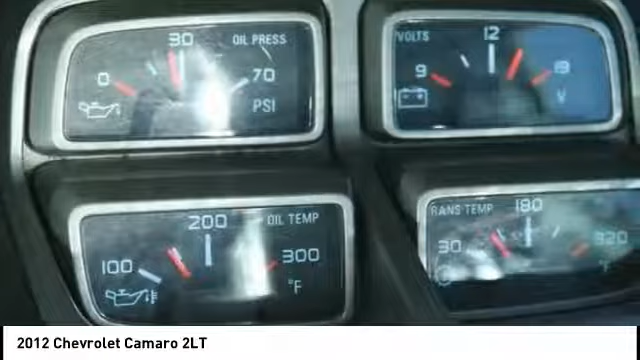 30 OIL PRESS
0 70
PSI
VOLTS 12
9 19
V
200 OIL TEMP
100 300
°F
RANS TEMP 180
30 320
°F
2012 Chevrolet Camaro 2LT